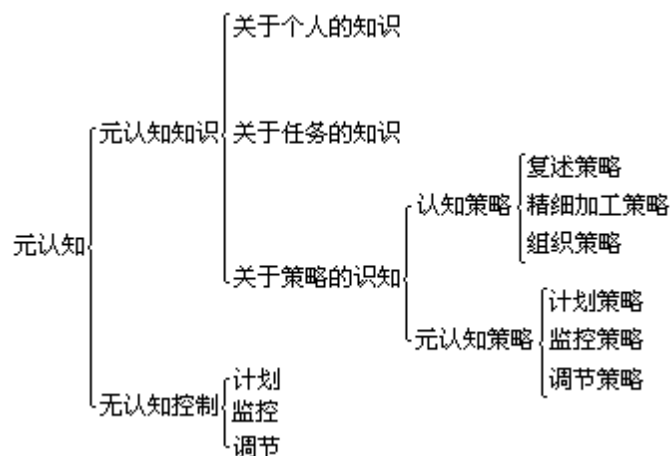 关于个人的知识
元认知知识
关于任务的知识
复述策略
认知策略
精细加工策略
组织策略
元认知
关于策略的识知
计划策略
元认知策略
监控策略
调节策略
计划
无认知控制
监控
调节